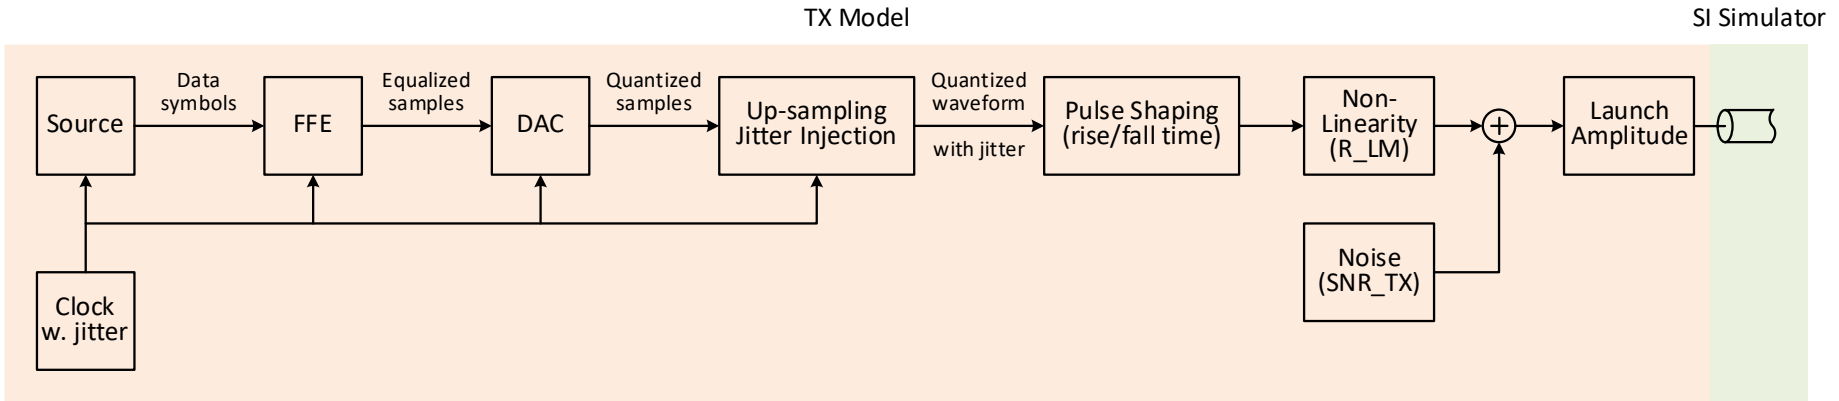 TX Model
SI Simulator
Source
Data
symbols
FFE
Equalized
samples
DAC
Quantized
samples
Up-sampling
Jitter Injection
Quantized
waveform
with jitter
Pulse Shaping
(rise/fall time)
Non-
Linearity
(R_LM)
Launch
Amplitude
Noise
(SNR_TX)
Clock
w. jitter